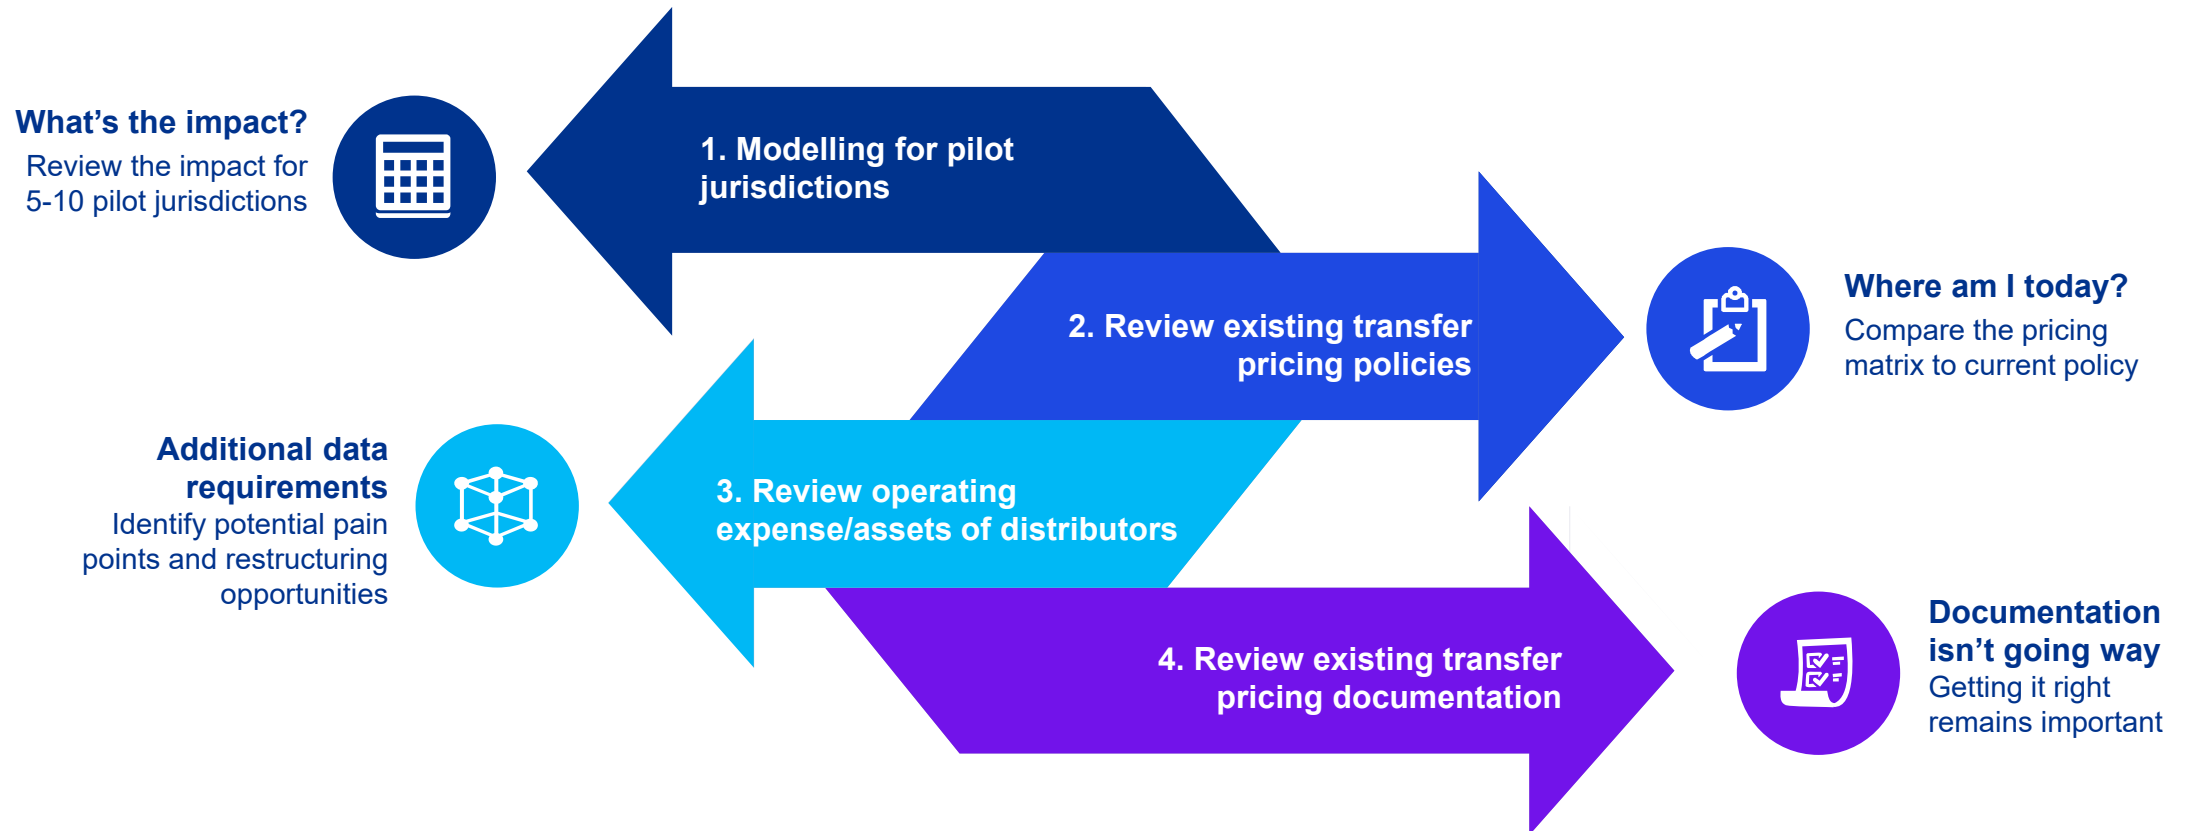 What's the impact?
Review the impact for
5-10 pilot jurisdictions
1. Modelling for pilot
jurisdictions
2. Review existing transfer
pricing policies
Where am I today?
Compare the pricing
matrix to current policy
Additional data
requirements
Identify potential pain
points and restructuring
opportunities
3. Review operating
expense/assets of distributors
4. Review existing transfer
pricing documentation
Documentation
isn't going way
Getting it right
remains important